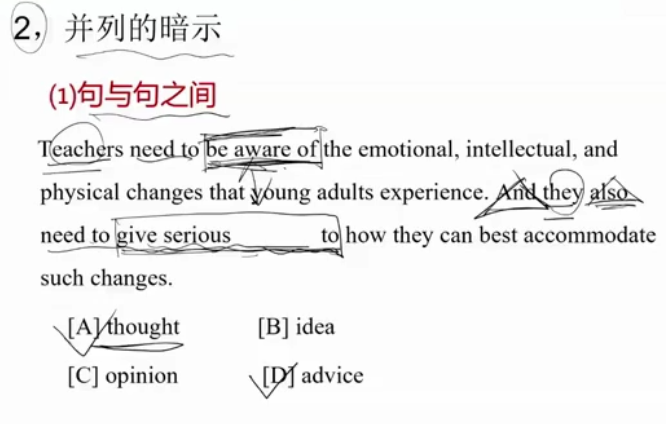 2，并列的暗示
(1)句与句之间
Teachers need to be aware of the emotional, intellectual, and
physical changes that young adults experience. And they also
need to give serious ______ to how they can best accommodate
such changes.
[A] thought [B] idea
[C] opinion [D] advice